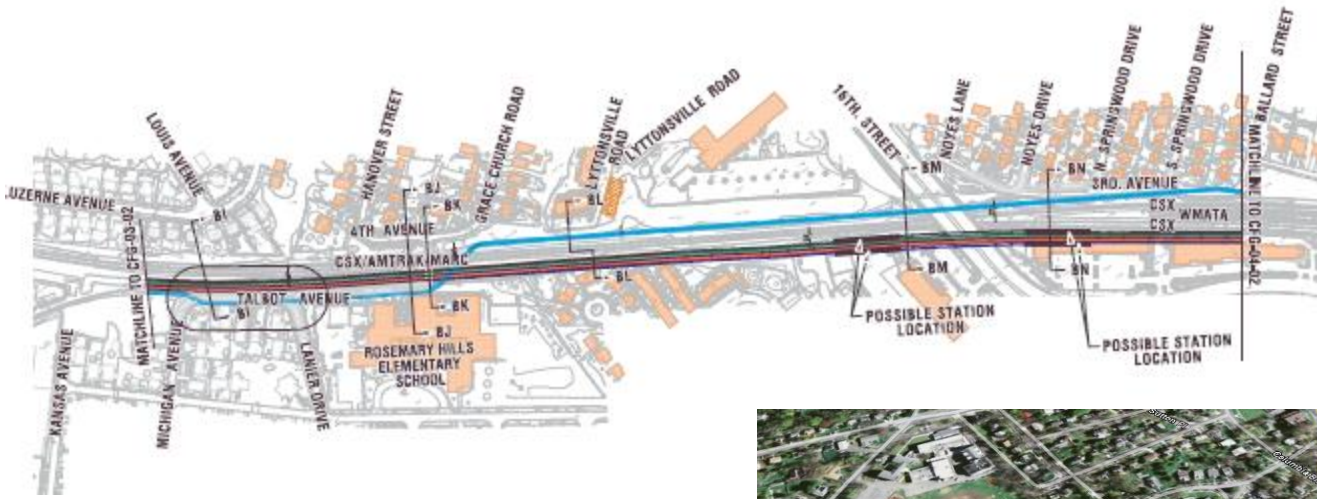 LOUIS AVENUE
UZERNE AVENUE
MATCHLINE TO CFG-03-02
KANSAS AVENUE
MICHIGAN AVENUE
BI
BI
TALBOT AVENUE
LANIER DRIVE
HANOVER STREET
4TH AVENUE
CSX/AMTRAK-MARC
BJ
BK
GRACE CHURCH ROAD
BK
BJ
ROSEMARY HILLS
ELEMENTARY
SCHOOL
LYTTONSVILLE
ROAD
LYTTONSVILLE ROAD
BL
BL
16TH. STREET
BM
BM
POSSIBLE STATION
LOCATION
NOYES LANE
NOYES DRIVE
N. SPRINGWOOD DRIVE
S. SPRINGWOOD DRIVE
BN
BN
3RD. AVENUE
CSX
WMATA
CSX
POSSIBLE STATION
LOCATION
BALLARD STREET
MATCHLINE TO CFG-04-02